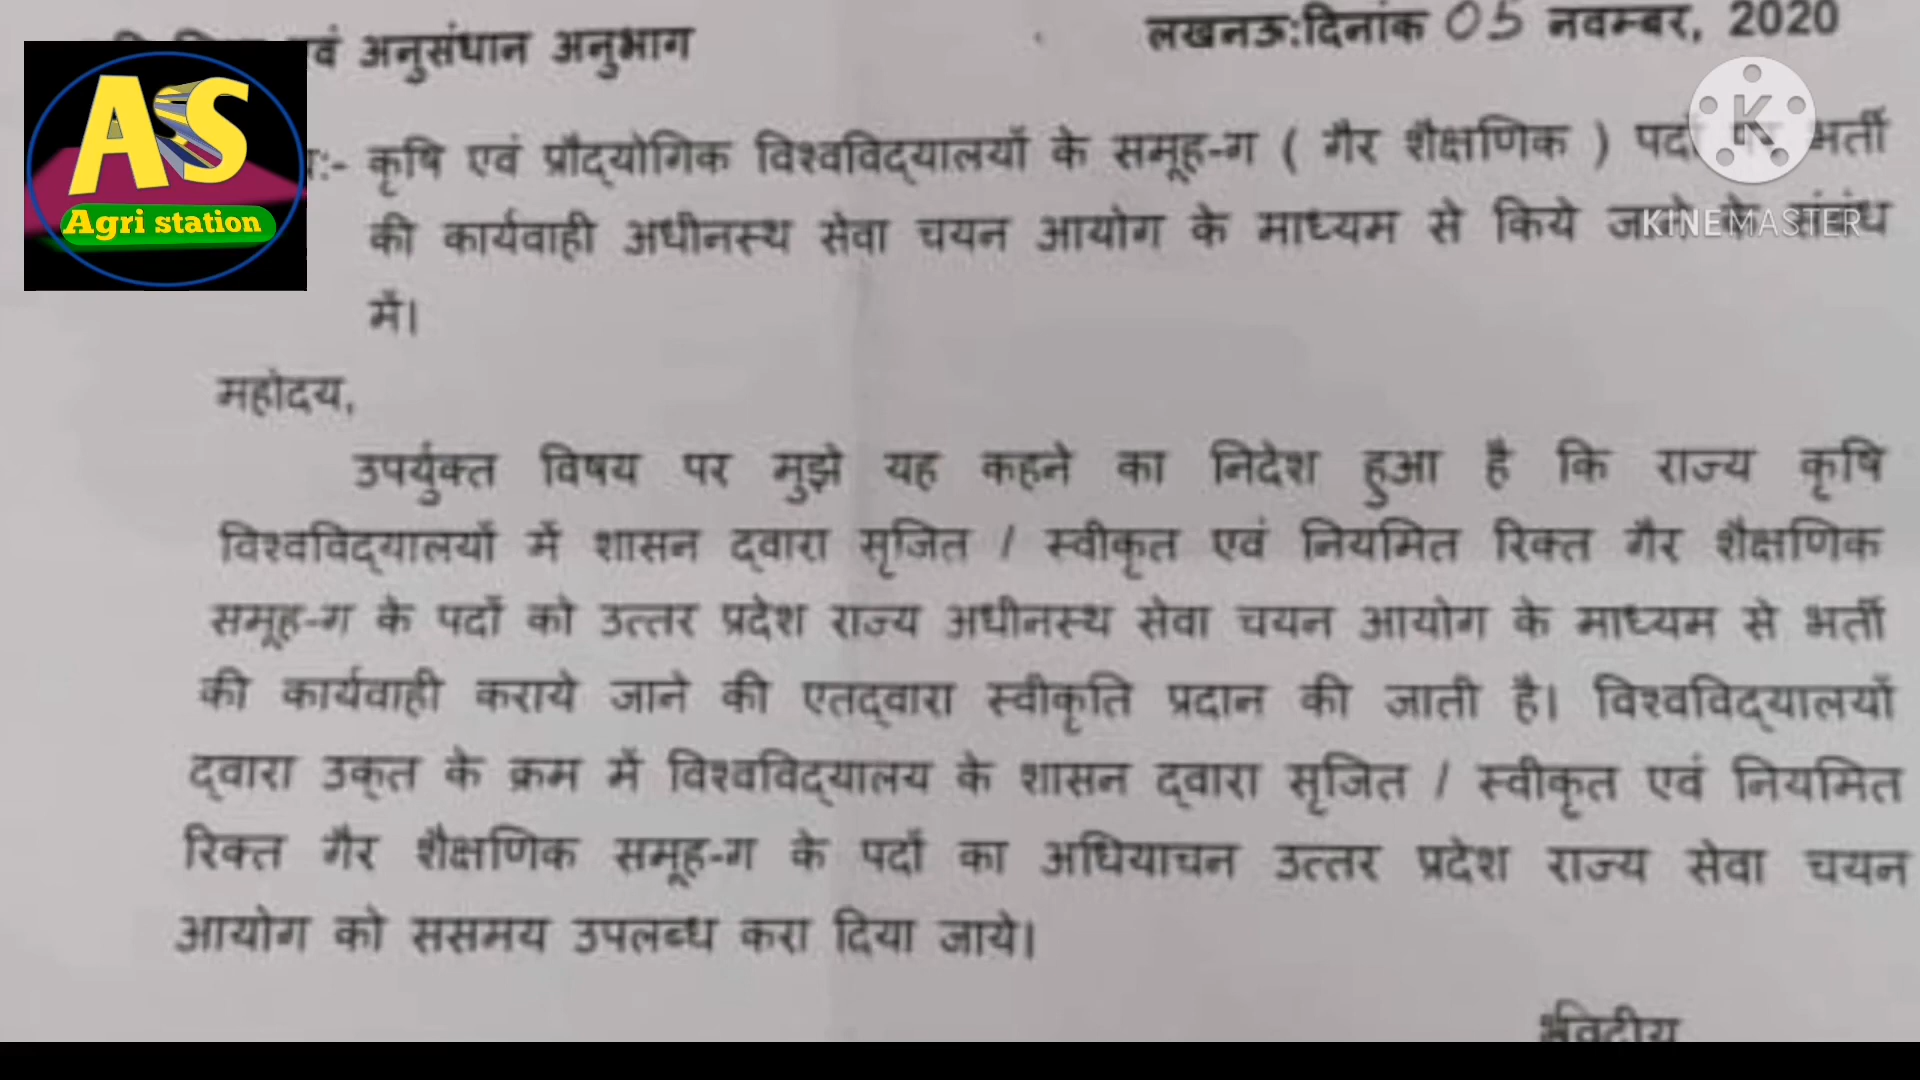 एवं अनुसंधान अनुभाग
लखनऊ:दिनांक 05 नवम्बर, 2020
AS
Agri station
:- कृषि एवं प्रौद्योगिक विश्वविद्यालयों के समूह-ग ( गैर शैक्षणिक ) भर्ती
की कार्यवाही अधीनस्थ सेवा चयन आयोग के माध्यम से किये जाने के संबंध
में।
K
KINEMASTER
महोदय,
उपर्युक्त विषय पर मुझे यह कहने का निदेश हुआ है कि राज्य कृषि
विश्वविद्यालयों में शासन द्वारा सृजित / स्वीकृत एवं नियमित रिक्त गैर शैक्षणिक
समूह-ग के पदों को उत्तर प्रदेश राज्य अधीनस्थ सेवा चयन आयोग के माध्यम से भर्ती
की कार्यवाही कराये जाने की एतद्वारा स्वीकृति प्रदान की जाती है। विश्वविद्यालयों
द्वारा उक्त के क्रम में विश्वविद्यालय के शासन द्वारा सृजित / स्वीकृत एवं नियमित
रिक्त गैर शैक्षणिक समूह-ग के पदों का अधियाचन उत्तर प्रदेश राज्य सेवा चयन
आयोग को ससमय उपलब्ध करा दिया जाये।
भवदीय